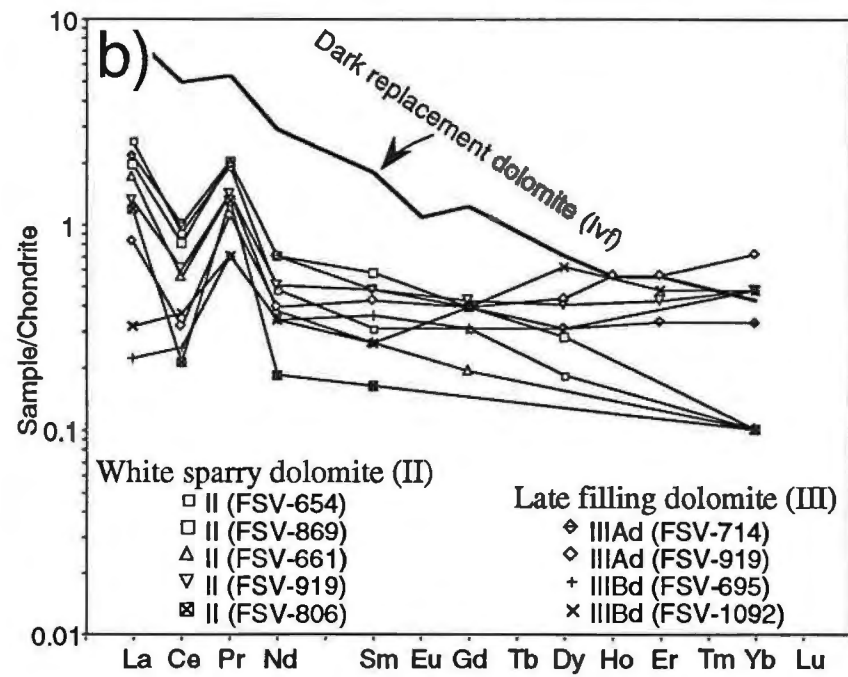 b)
10
1
0.1
0.01
Sample/Chondrite
Dark replacement dolomite (Ivf)
White sparry dolomite (II)
II (FSV-654)
II (FSV-869)
II (FSV-661)
II (FSV-919)
II (FSV-806)
Late filling dolomite (III)
IIIAd (FSV-714)
IIIAd (FSV-919)
IIIBd (FSV-695)
IIIBd (FSV-1092)
La Ce Pr Nd Sm Eu Gd Tb Dy Ho Er Tm Yb Lu